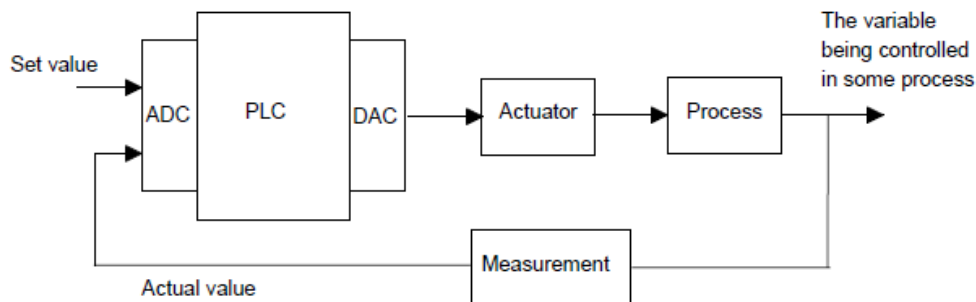 The variable
being controlled
in some process
Set value
ADC
PLC
DAC
Actuator
Process
Measurement
Actual value